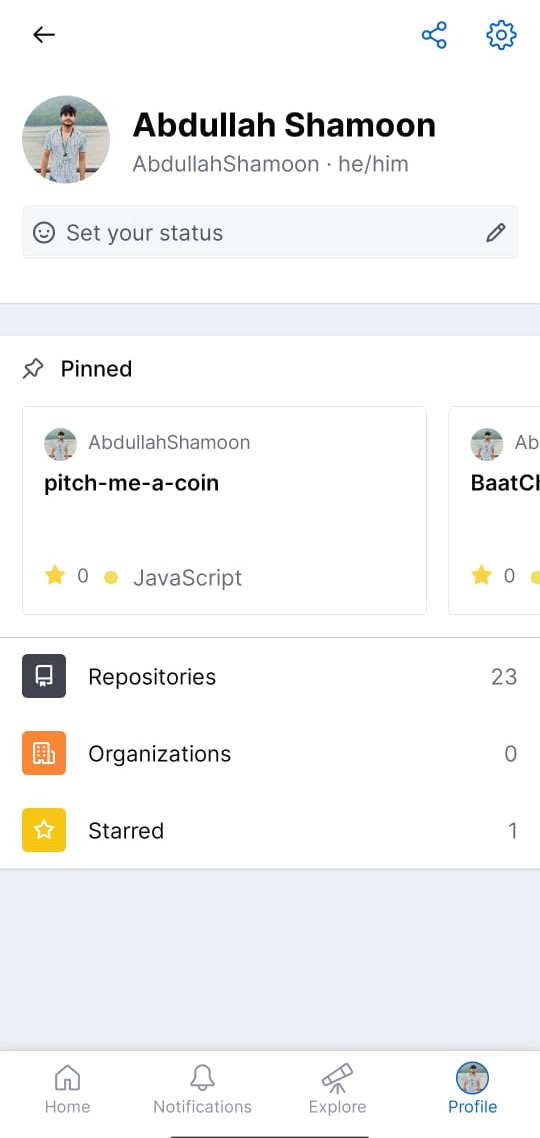 Abdullah Shamoon
AbdullahShamoon · he/him
Set your status
Pinned
AbdullahShamoon
pitch-me-a-coin
0 JavaScript
Ab
BaatCh
0
Repositories 23
Organizations 0
Starred 1
Home Notifications Explore Profile